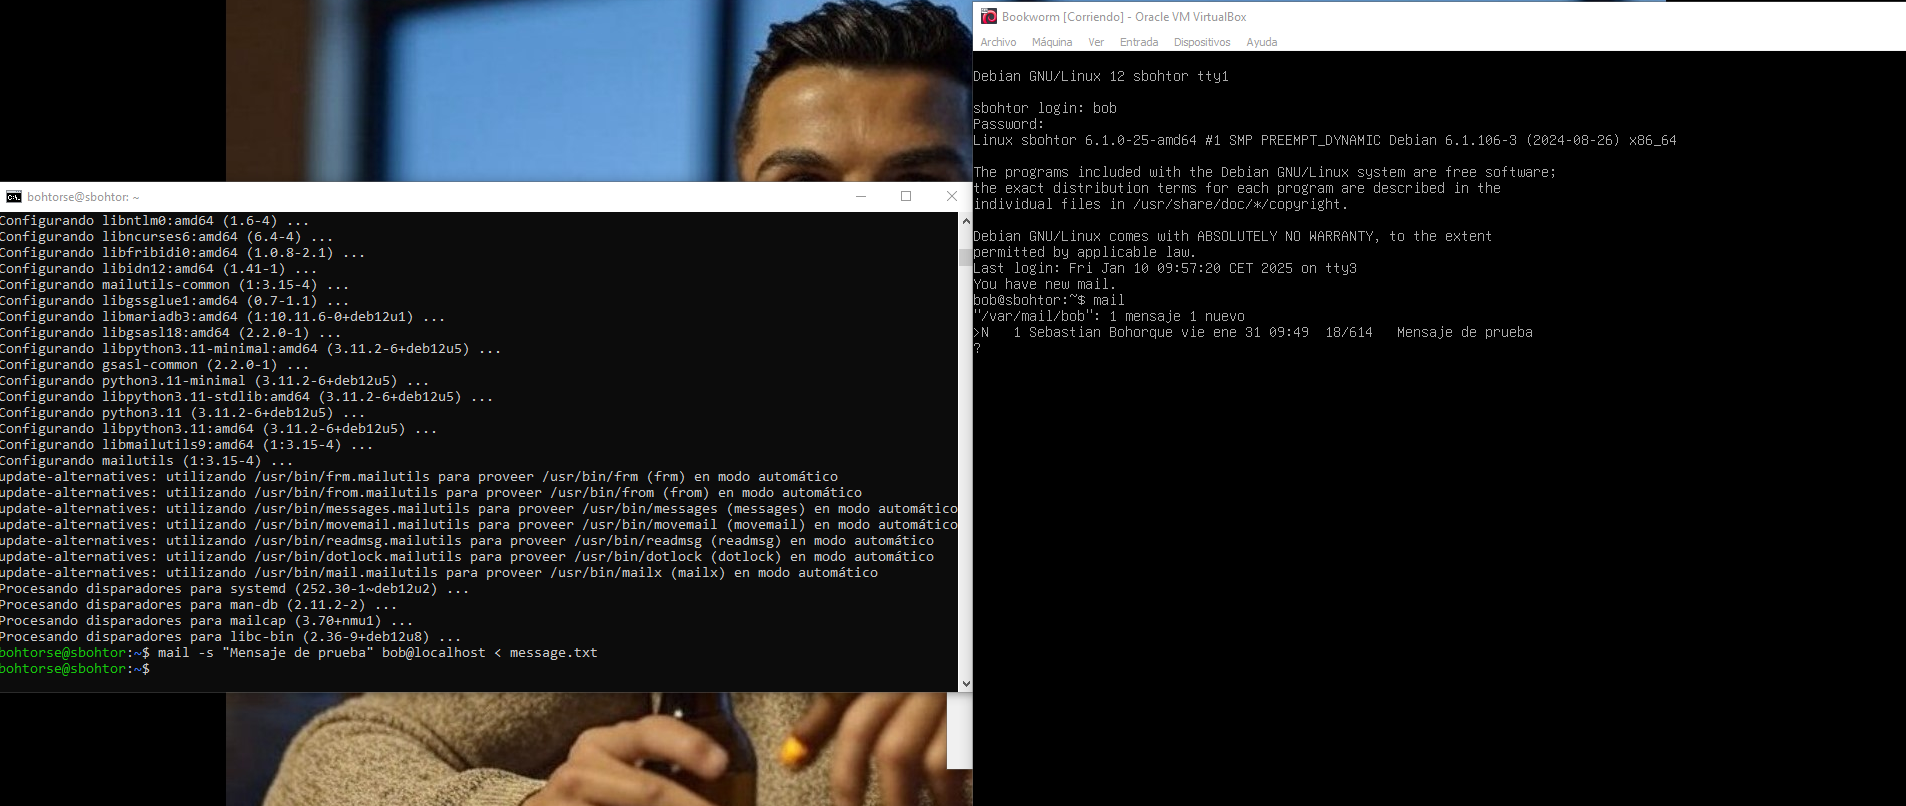 bohtorse@sbohtor: ~
Configurando libntlm0:amd64 (1.6-4) ...
Configurando libncurses6:amd64 (6.4-4) ...
Configurando libfribidi0:amd64 (1.0.8-2.1) ...
Configurando libidn12:amd64 (1.41-1) ...
Configurando mailutils-common (1:3.15-4) ...
Configurando libgssglue1:amd64 (0.7-1.1) ...
Configurando libmariadb3:amd64 (1:10.11.6-0+deb12u1) ...
Configurando libgsasl18:amd64 (2.2.0-1) ...
Configurando libpython3.11-minimal:amd64 (3.11.2-6+deb12u5) ...
Configurando gsasl-common (2.2.0-1) ...
Configurando python3.11-minimal (3.11.2-6+deb12u5) ...
Configurando libpython3.11-stdlib:amd64 (3.11.2-6+deb12u5) ...
Configurando python3.11 (3.11.2-6+deb12u5) ...
Configurando libpython3.11:amd64 (3.11.2-6+deb12u5) ...
Configurando libmailutils9:amd64 (1:3.15-4) ...
Configurando mailutils (1:3.15-4) ...
update-alternatives: utilizando /usr/bin/frm.mailutils para proveer /usr/bin/frm (frm) en modo automático
update-alternatives: utilizando /usr/bin/from.mailutils para proveer /usr/bin/from (from) en modo automático
update-alternatives: utilizando /usr/bin/messages.mailutils para proveer /usr/bin/messages (messages) en modo automático
update-alternatives: utilizando /usr/bin/movemail.mailutils para proveer /usr/bin/movemail (movemail) en modo automático
update-alternatives: utilizando /usr/bin/readmsg.mailutils para proveer /usr/bin/readmsg (readmsg) en modo automático
update-alternatives: utilizando /usr/bin/dotlock.mailutils para proveer /usr/bin/dotlock (dotlock) en modo automático
update-alternatives: utilizando /usr/bin/mail.mailutils para proveer /usr/bin/mailx (mailx) en modo automático
Procesando disparadores para systemd (252.30-1~deb12u2) ...
Procesando disparadores para man-db (2.11.2-2) ...
Procesando disparadores para mailcap (3.70+nmu1) ...
Procesando disparadores para libc-bin (2.36-9+deb12u8) ...
bohtorse@sbohtor:~$ mail -s "Mensaje de prueba" bob@localhost < message.txt
bohtorse@sbohtor:~$
Bookworm [Corriendo] - Oracle VM VirtualBox
Archivo Máquina Ver Entrada Dispositivos Ayuda
Debian GNU/Linux 12 sbohtor tty1
sbohtor login: bob
Password:
Linux sbohtor 6.1.0-25-amd64 #1 SMP PREEMPT_DYNAMIC Debian 6.1.106-3 (2024-08-26) x86_64
The programs included with the Debian GNU/Linux system are free software;
the exact distribution terms for each program are described in the
individual files in /usr/share/doc/*/copyright.
Debian GNU/Linux comes with ABSOLUTELY NO WARRANTY, to the extent
permitted by applicable law.
Last login: Fri Jan 10 09:57:20 CET 2025 on tty3
You have new mail.
bob@sbohtor:~$ mail
"/var/mail/bob": 1 mensaje 1 nuevo
>N   1 Sebastian Bohorque vie ene 31 09:49  18/614   Mensaje de prueba
?